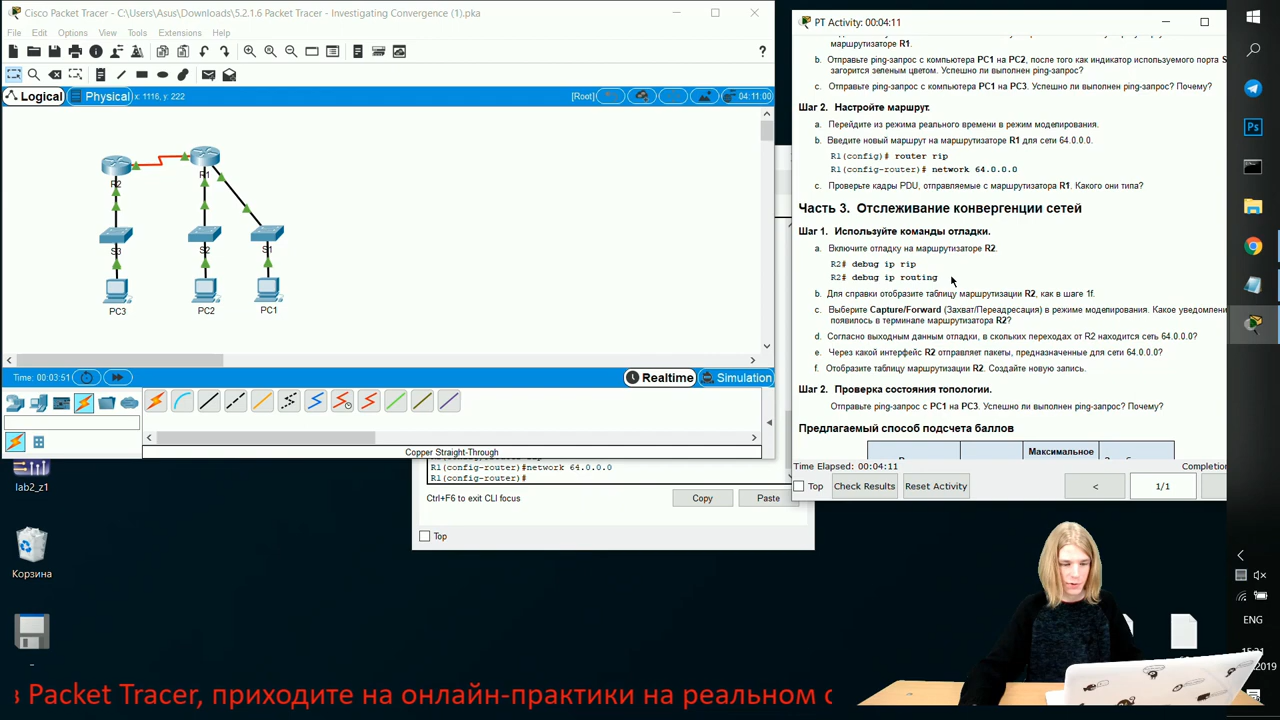 Cisco Packet Tracer - C:\Users\Asus\Downloads\5.2.1.6 Packet Tracer - Investigating Convergence (1).pka
File Edit Options View Tools Extensions Help
Logical Physical x: 1116, y: 222 [Root] 04:11:00
R2
R1
S3
S2
S1
PC3
PC2
PC1
Time: 00:03:51 Realtime Simulation
Copper Straight-Through
R1(config-router)#network 64.0.0.0
R1(config-router)#
Ctrl+F6 to exit CLI focus Copy Paste
Top
PT Activity: 00:04:11
маршрутизаторе R1.
b. Отправьте ping-запрос с компьютера PC1 на PC2, после того как индикатор используемого порта S
загорится зеленым цветом. Успешно ли выполнен ping-запрос?
c. Отправьте ping-запрос с компьютера PC1 на PC3. Успешно ли выполнен ping-запрос? Почему?
Шаг 2. Настройте маршрут.
a. Перейдите из режима реального времени в режим моделирования.
b. Введите новый маршрут на маршрутизаторе R1 для сети 64.0.0.0.
R1(config)# router rip
R1(config-router)# network 64.0.0.0
c. Проверьте кадры PDU, отправляемые с маршрутизатора R1. Какого они типа?
Часть 3. Отслеживание конвергенции сетей
Шаг 1. Используйте команды отладки.
a. Включите отладку на маршрутизаторе R2.
R2# debug ip rip
R2# debug ip routing
b. Для справки отобразите таблицу маршрутизации R2, как в шаге 1f.
c. Выберите Capture/Forward (Захват/Переадресация) в режиме моделирования. Какое уведомлени
появилось в терминале маршрутизатора R2?
d. Согласно выходным данным отладки, в скольких переходах от R2 находится сеть 64.0.0.0?
e. Через какой интерфейс R2 отправляет пакеты, предназначенные для сети 64.0.0.0?
f. Отобразите таблицу маршрутизации R2. Создайте новую запись.
Шаг 2. Проверка состояния топологии.
Отправьте ping-запрос с PC1 на PC3. Успешно ли выполнен ping-запрос? Почему?
Предлагаемый способ подсчета баллов
Максимальное
Time Elapsed: 00:04:11 Completion
Top Check Results Reset Activity < 1/1
lab2_z1
Корзина
ENG
Packet Tracer, приходите на онлайн-практики на реальном